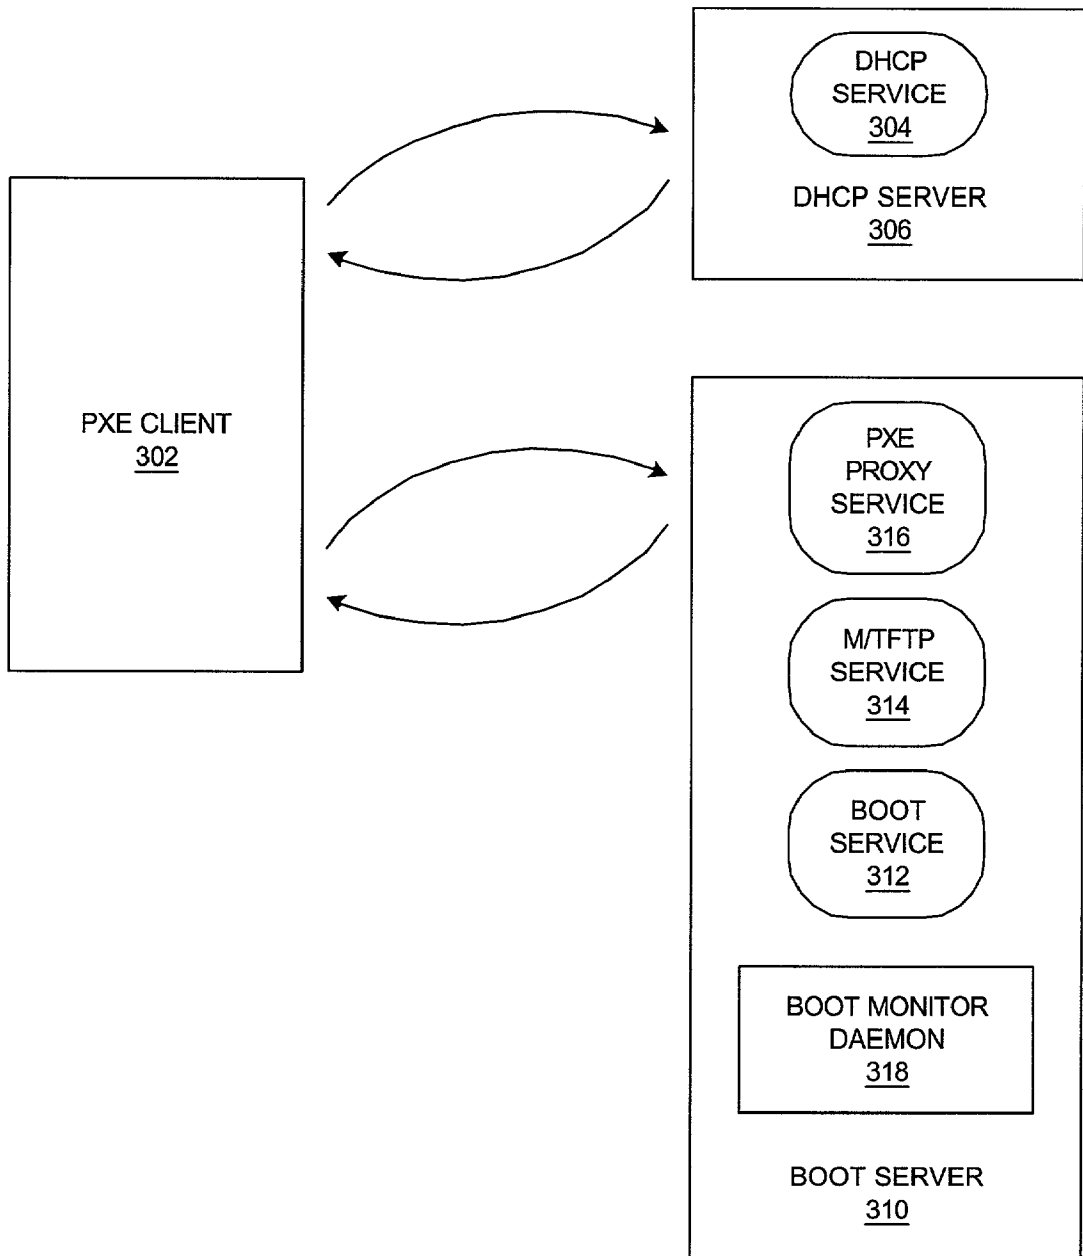 DHCP
SERVICE
304
DHCP SERVER
306
PXE CLIENT
302
PXE
PROXY
SERVICE
316
M/TFTP
SERVICE
314
BOOT
SERVICE
312
BOOT MONITOR
DAEMON
318
BOOT SERVER
310